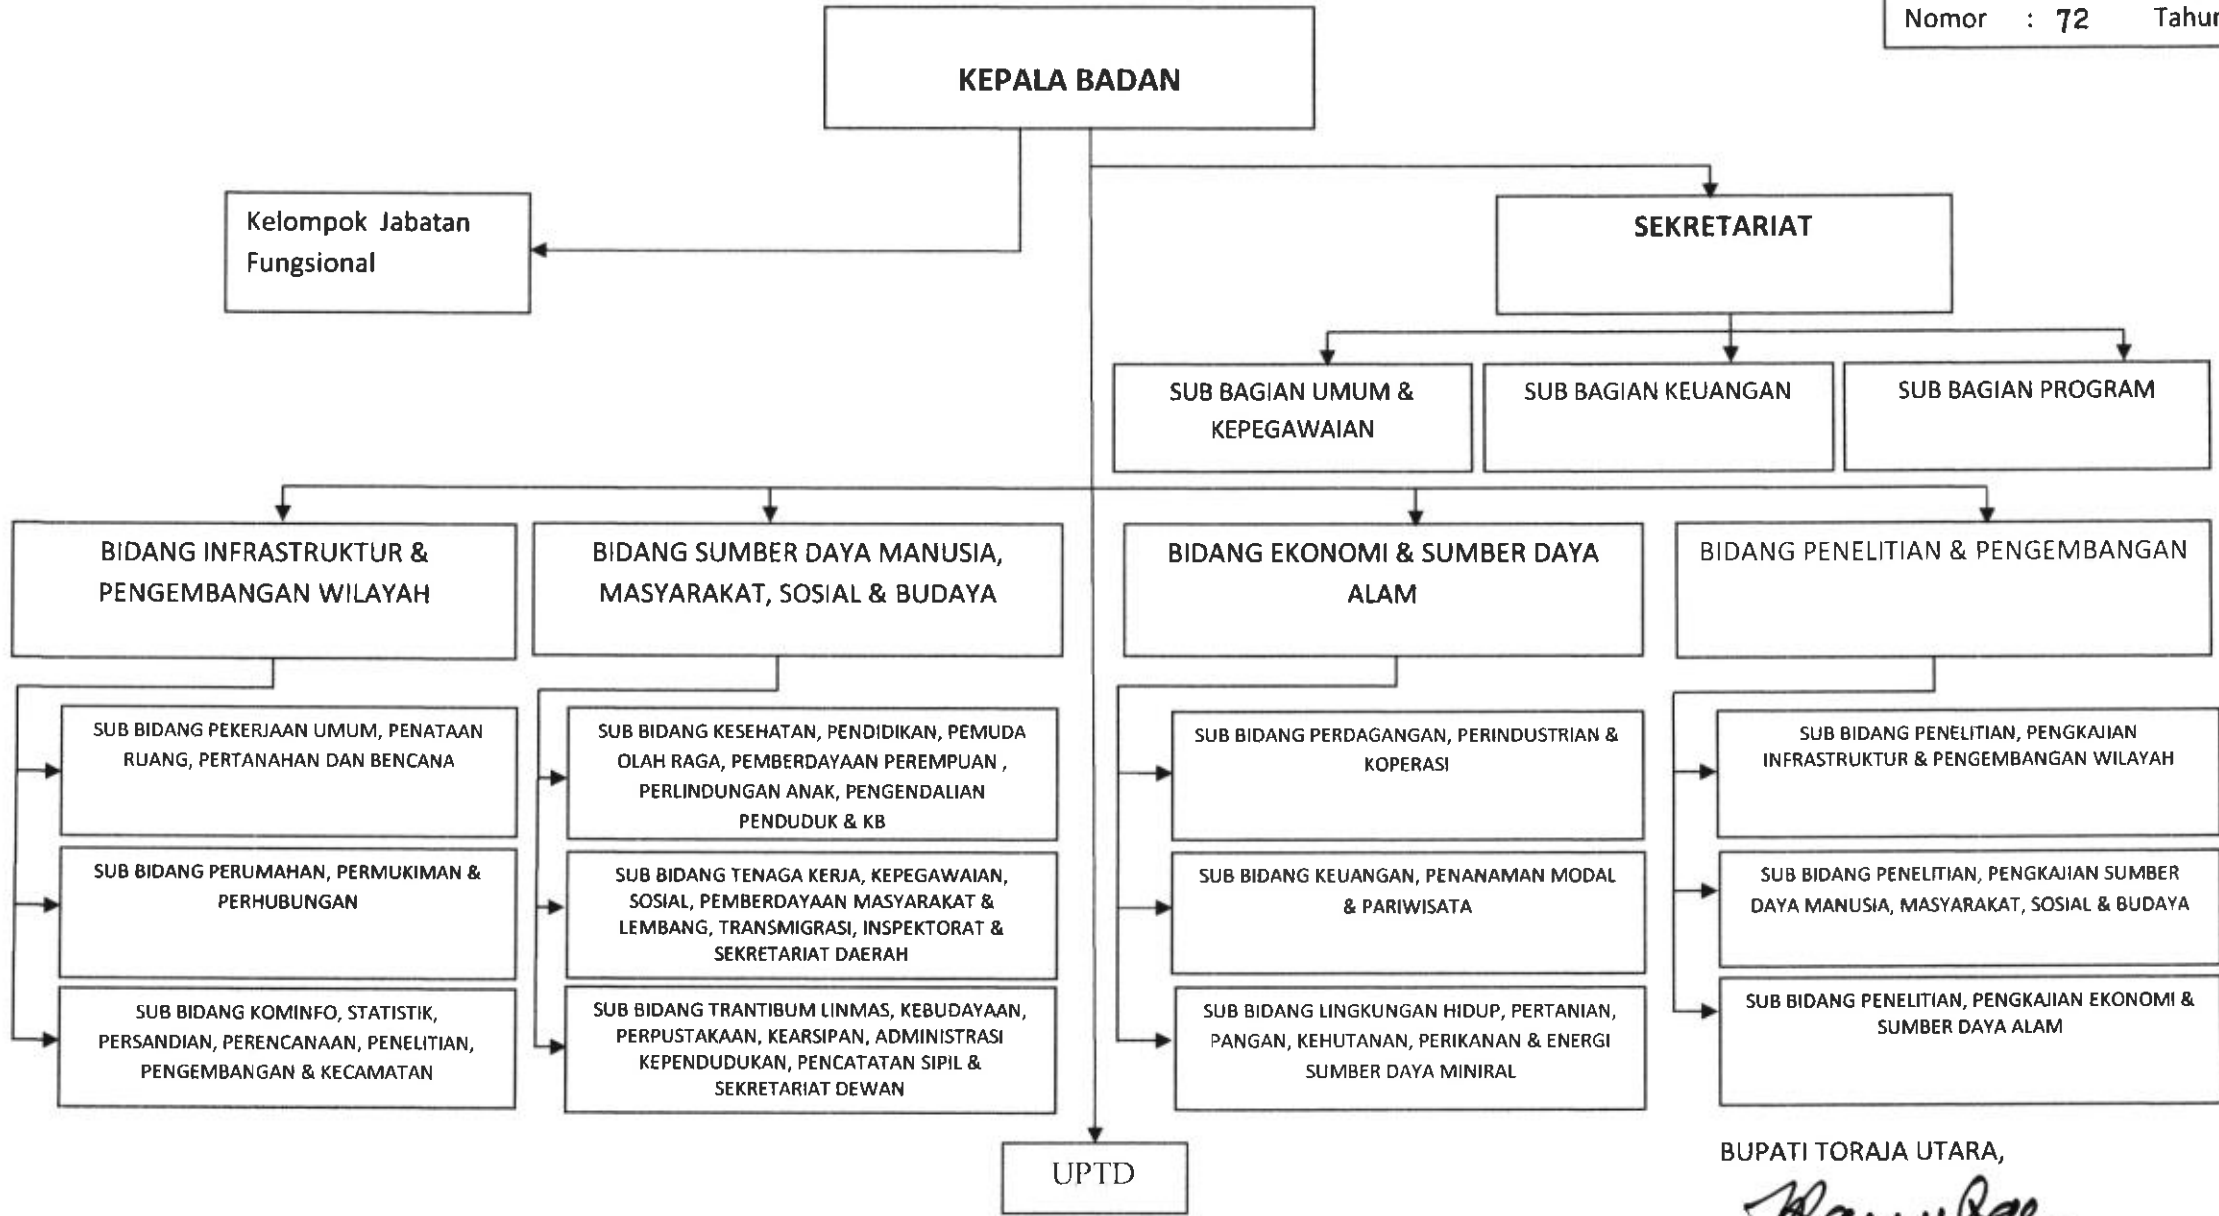 Nomor : 72 Tahun
KEPALA BADAN
Kelompok Jabatan
Fungsional
SEKRETARIAT
SUB BAGIAN UMUM &
KEPEGAWAIAN
SUB BAGIAN KEUANGAN
SUB BAGIAN PROGRAM
BIDANG INFRASTRUKTUR &
PENGEMBANGAN WILAYAH
BIDANG SUMBER DAYA MANUSIA,
MASYARAKAT, SOSIAL & BUDAYA
BIDANG EKONOMI & SUMBER DAYA
ALAM
BIDANG PENELITIAN & PENGEMBANGAN
SUB BIDANG PEKERJAAN UMUM, PENATAAN
RUANG, PERTANAHAN DAN BENCANA
SUB BIDANG PERUMAHAN, PERMUKIMAN &
PERHUBUNGAN
SUB BIDANG KOMINFO, STATISTIK,
PERSANDIAN, PERENCANAAN, PENELITIAN,
PENGEMBANGAN & KECAMATAN
SUB BIDANG KESEHATAN, PENDIDIKAN, PEMUDA
OLAH RAGA, PEMBERDAYAAN PEREMPUAN ,
PERLINDUNGAN ANAK, PENGENDALIAN
PENDUDUK & KB
SUB BIDANG TENAGA KERJA, KEPEGAWAIAN,
SOSIAL, PEMBERDAYAAN MASYARAKAT &
LEMBANG, TRANSMIGRASI, INSPEKTORAT &
SEKRETARIAT DAERAH
SUB BIDANG TRANTIBUM LINMAS, KEBUDAYAAN,
PERPUSTAKAAN, KEARSIPAN, ADMINISTRASI
KEPENDUDUKAN, PENCATATAN SIPIL &
SEKRETARIAT DEWAN
SUB BIDANG PERDAGANGAN, PERINDUSTRIAN &
KOPERASI
SUB BIDANG KEUANGAN, PENANAMAN MODAL
& PARIWISATA
SUB BIDANG LINGKUNGAN HIDUP, PERTANIAN,
PANGAN, KEHUTANAN, PERIKANAN & ENERGI
SUMBER DAYA MINIRAL
SUB BIDANG PENELITIAN, PENGKAJIAN
INFRASTRUKTUR & PENGEMBANGAN WILAYAH
SUB BIDANG PENELITIAN, PENGKAJIAN SUMBER
DAYA MANUSIA, MASYARAKAT, SOSIAL & BUDAYA
SUB BIDANG PENELITIAN, PENGKAJIAN EKONOMI &
SUMBER DAYA ALAM
UPTD
BUPATI TORAJA UTARA,